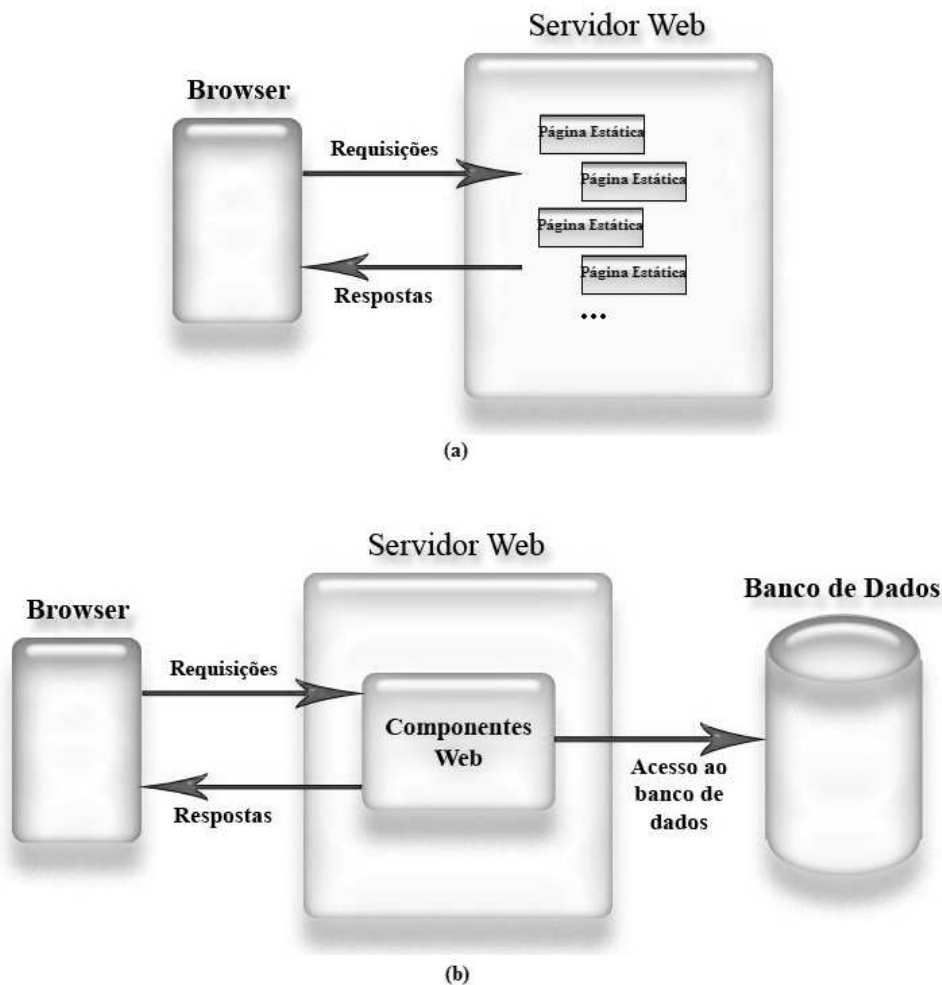 Servidor Web
Browser
Requisições
Página Estática
Página Estática
Página Estática
Página Estática
...
Respostas
(a)
Servidor Web
Browser
Banco de Dados
Requisições
Componentes
Web
Respostas
Acesso ao
banco de
dados
(b)